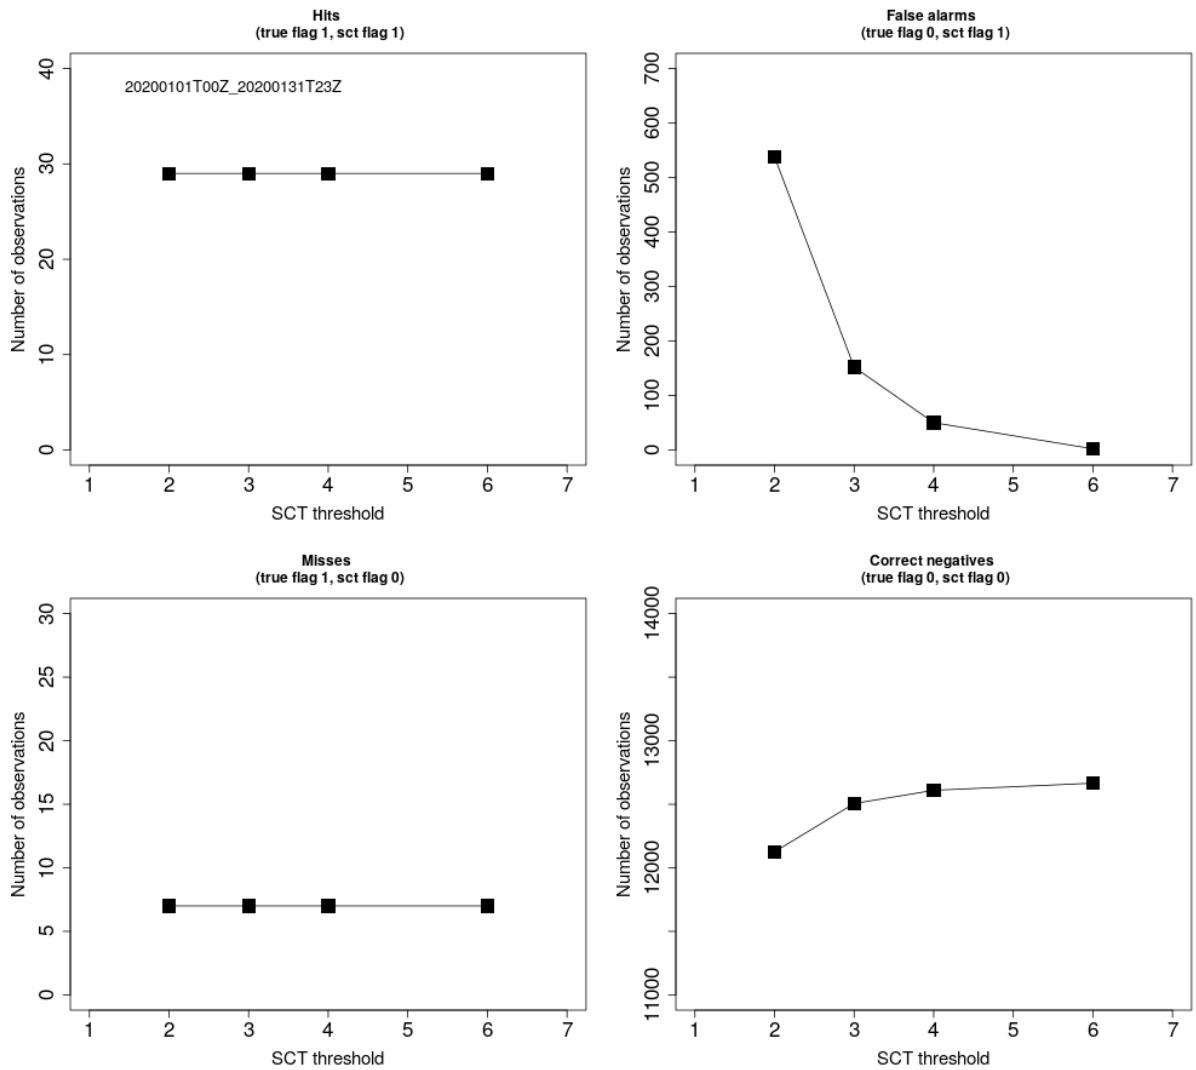 Hits
(true flag 1, sct flag 1)
20200101T00Z_20200131T23Z
Number of observations
40
30
20
10
0
1 2 3 4 5 6 7
SCT threshold
False alarms
(true flag 0, sct flag 1)
Number of observations
700
600
500
400
300
200
100
0
1 2 3 4 5 6 7
SCT threshold
Misses
(true flag 1, sct flag 0)
Number of observations
30
25
20
15
10
5
0
1 2 3 4 5 6 7
SCT threshold
Correct negatives
(true flag 0, sct flag 0)
Number of observations
14000
13000
12000
11000
1 2 3 4 5 6 7
SCT threshold